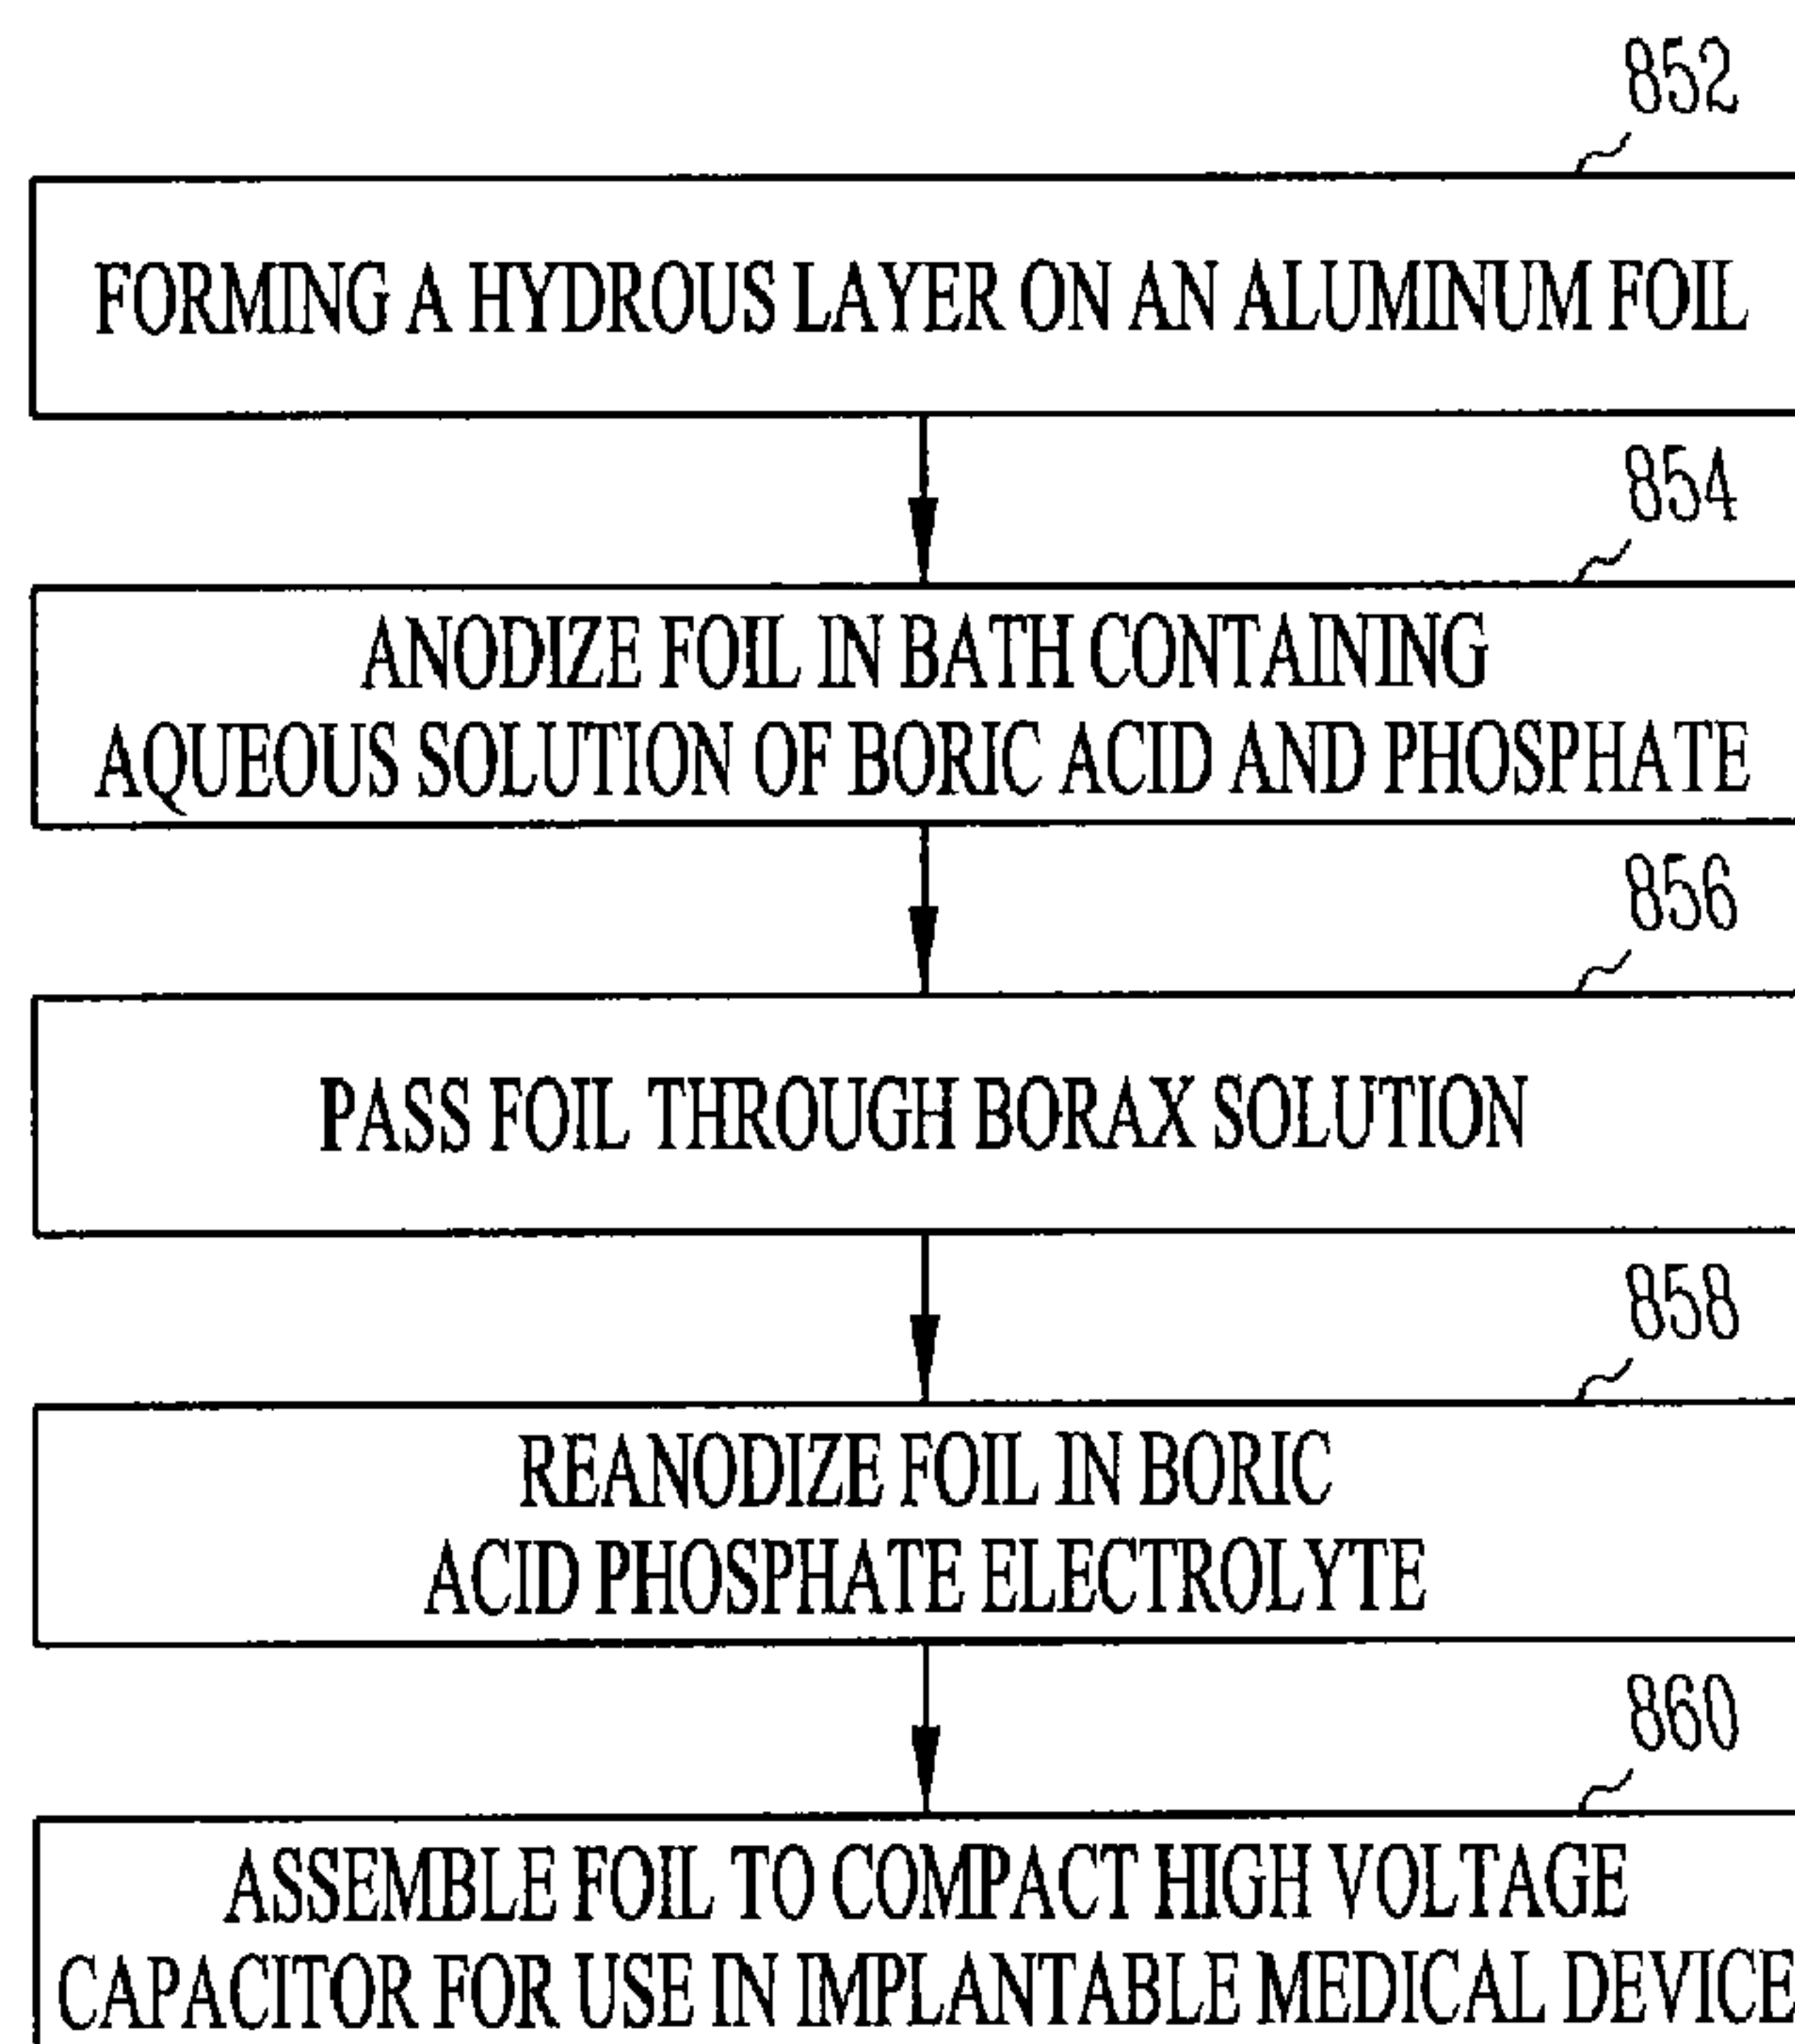 852
FORMING A HYDROUS LAYER ON AN ALUMINUM FOIL
854
ANODIZE FOIL IN BATH CONTAINING
AQUEOUS SOLUTION OF BORIC ACID AND PHOSPHATE
856
PASS FOIL THROUGH BORAX SOLUTION
858
REANODIZE FOIL IN BORIC
ACID PHOSPHATE ELECTROLYTE
860
ASSEMBLE FOIL TO COMPACT HIGH VOLTAGE
CAPACITOR FOR USE IN IMPLANTABLE MEDICAL DEVICE